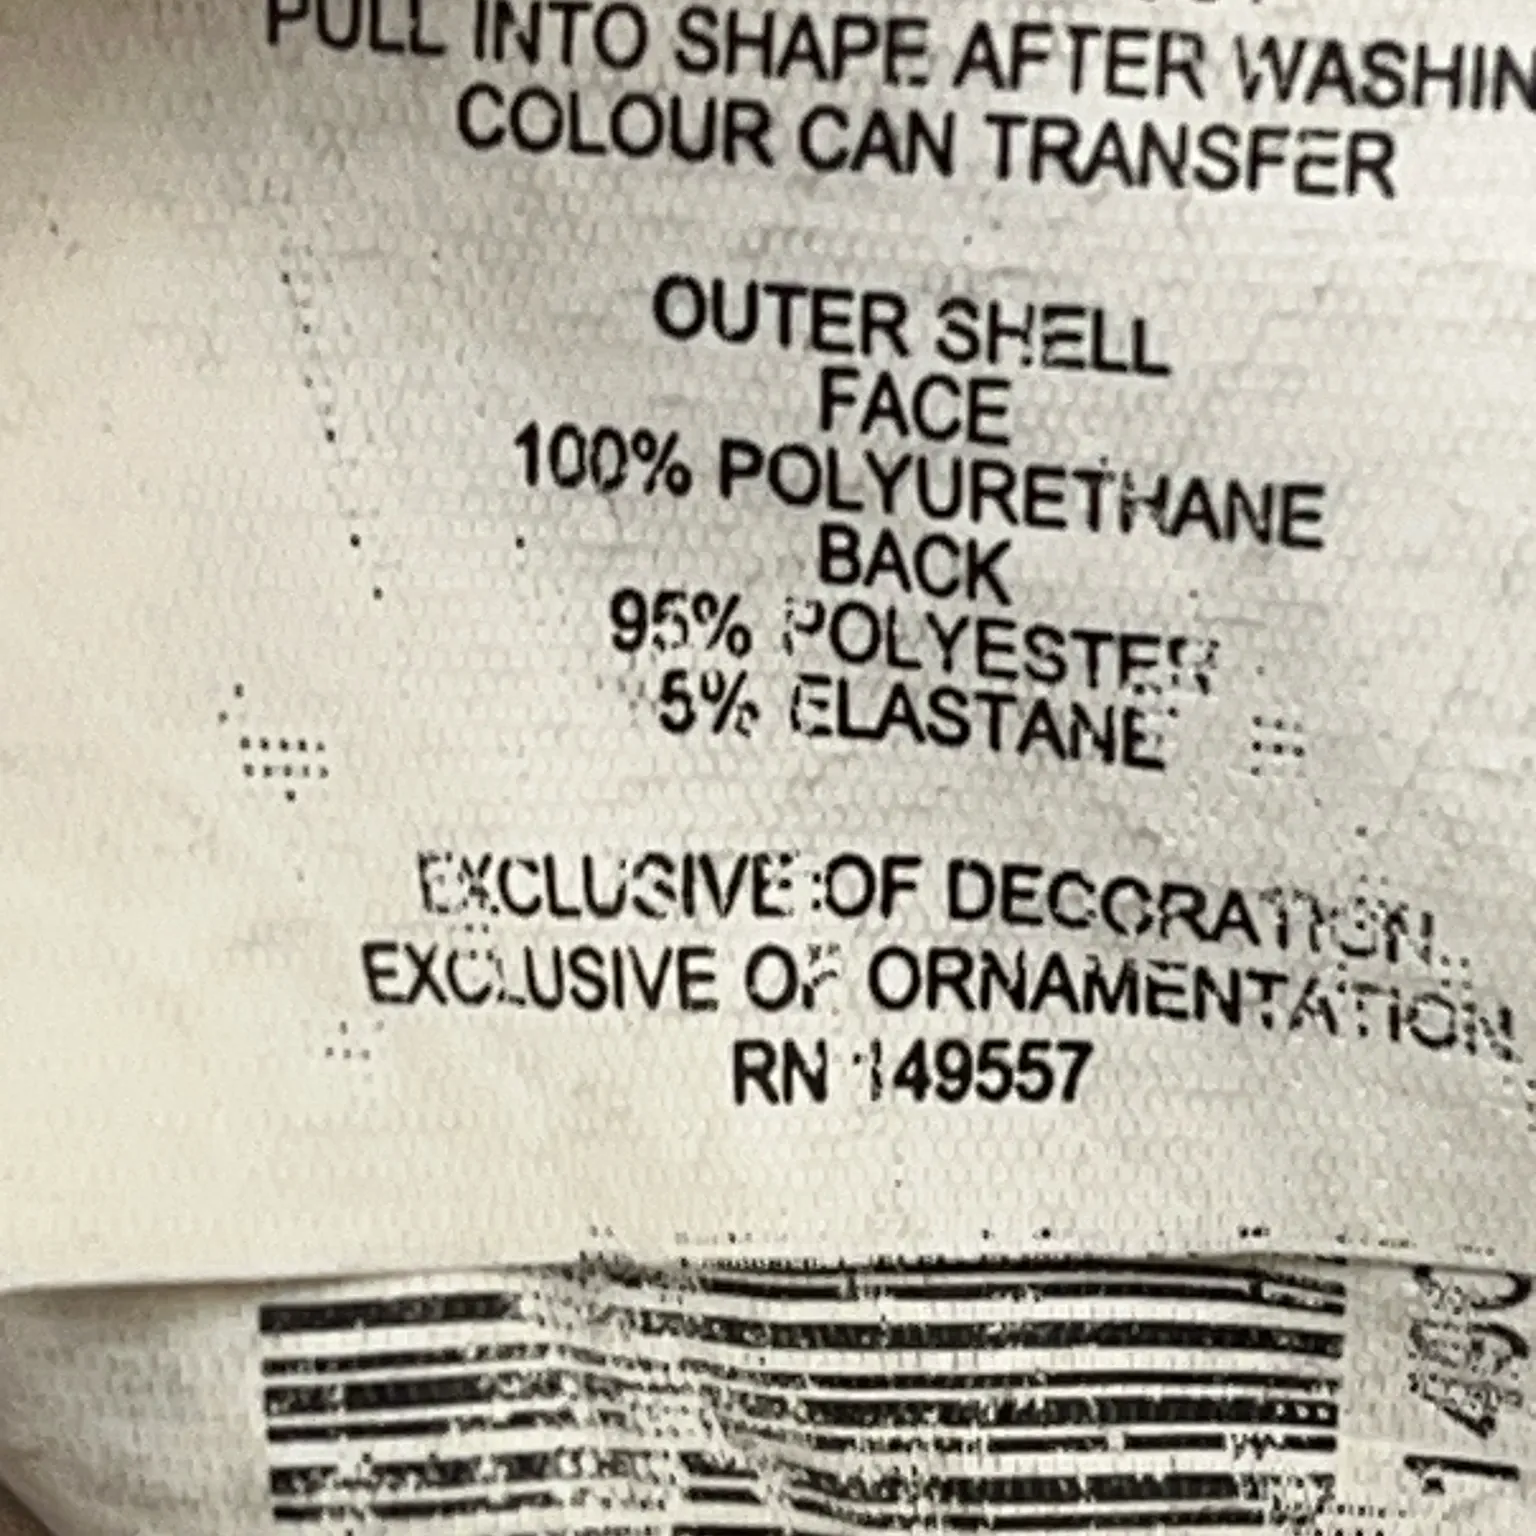 PULL INTO SHAPE AFTER WASHIN
COLOUR CAN TRANSFER
OUTER SHELL
FACE
100% POLYURETHANE
BACK
95% POLYESTER
5% ELASTANE
EXCLUSIVE OF DECORATION
EXCLUSIVE OF ORNAMENTATION
RN 149557